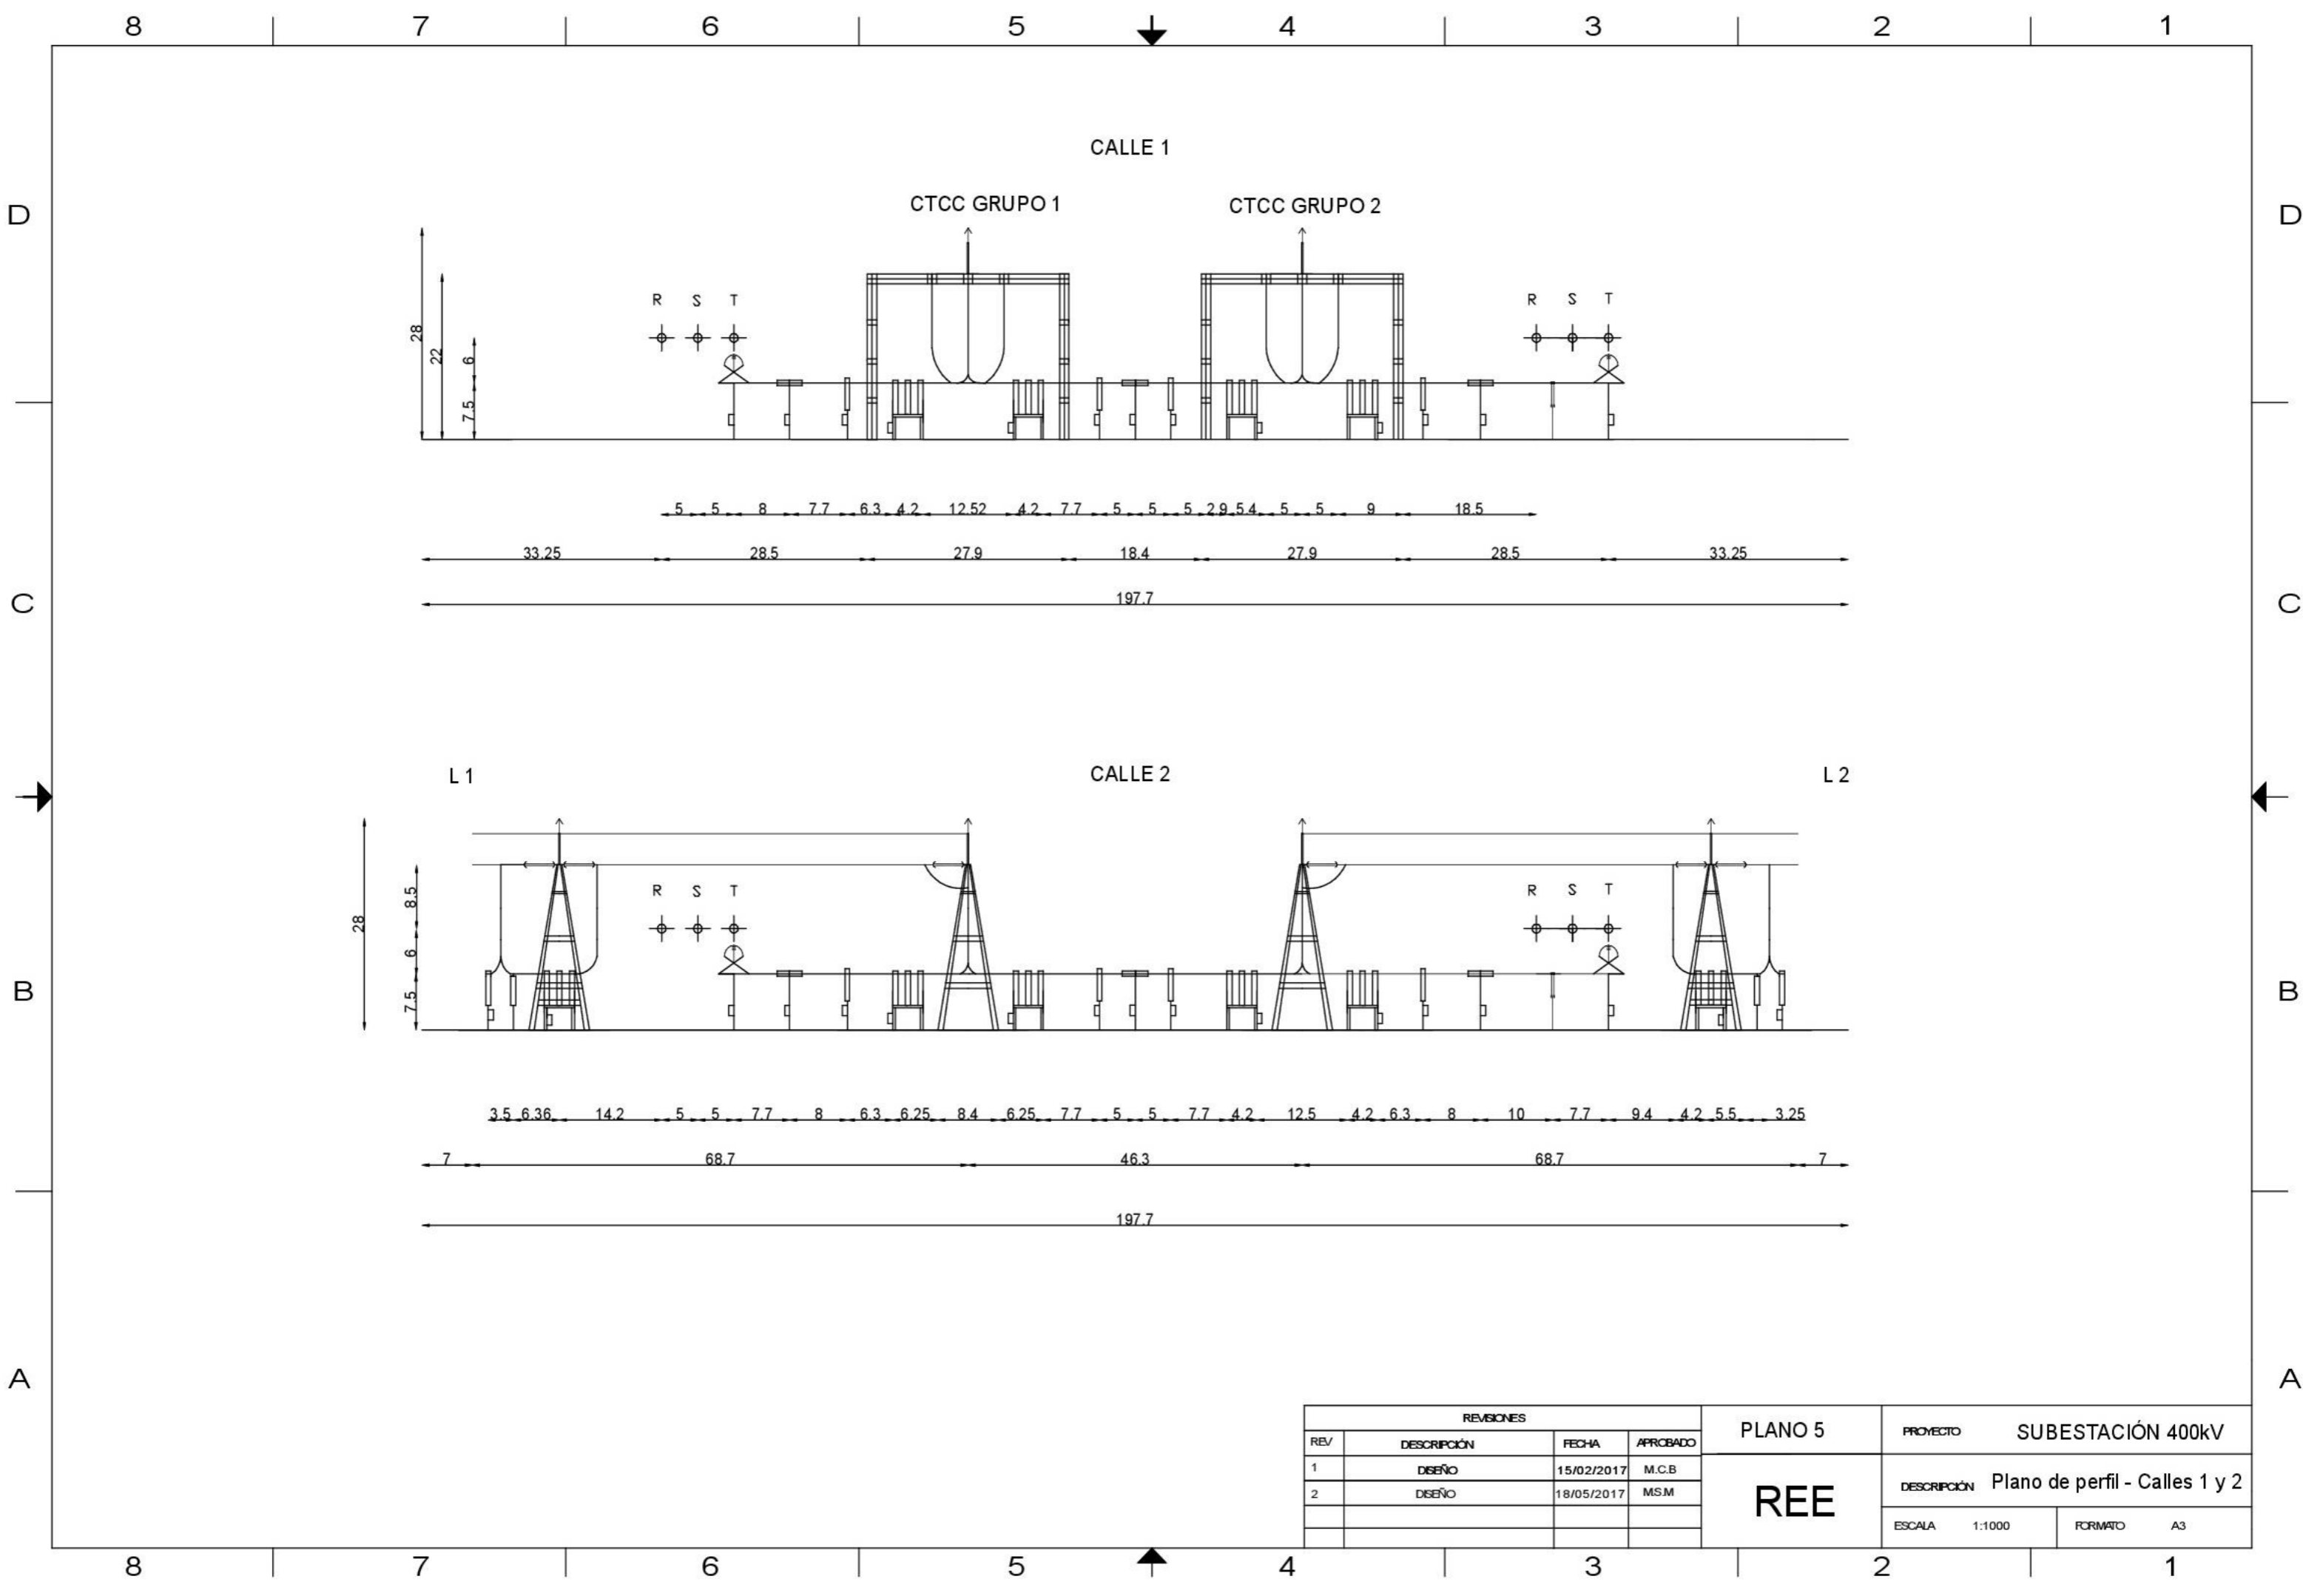 8 7 6 5 4 3 2 1
CALLE 1
D D
CTCC GRUPO 1 CTCC GRUPO 2
R S T R S T
28
22
6
7.5
5 5 8 7.7 6.3 4.2 12.52 4.2 7.7 5 5 5 2.9 5.4 5 5 9 18.5
33.25 28.5 27.9 18.4 27.9 28.5 33.25
C C
197.7
L 1 CALLE 2 L 2
R S T R S T
28
8.5
6
7.5
B B
3.5 6.36 14.2 5 5 7.7 8 6.3 6.25 8.4 6.25 7.7 5 5 7.7 4.2 12.5 4.2 6.3 8 10 7.7 9.4 4.2 5.5 3.25
7 68.7 46.3 68.7 7
197.7
A A
REVISIONES
REV DESCRIPCIÓN FECHA APROBADO
1 DISEÑO 15/02/2017 M.C.B
2 DISEÑO 18/05/2017 M.S.M
PLANO 5
REE
PROYECTO SUBESTACIÓN 400kV
DESCRIPCIÓN Plano de perfil - Calles 1 y 2
ESCALA 1:1000 FORMATO A3
8 7 6 5 4 3 2 1